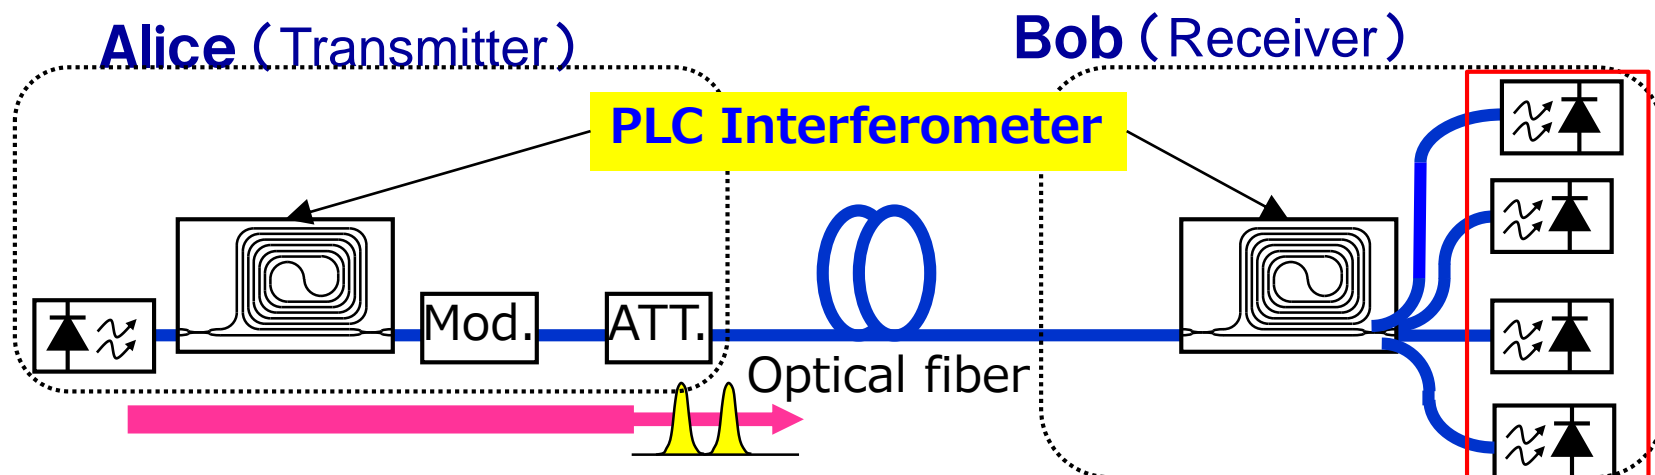 Alice（Transmitter）
Bob（Receiver）
PLC Interferometer
Mod.
ATT.
Optical fiber